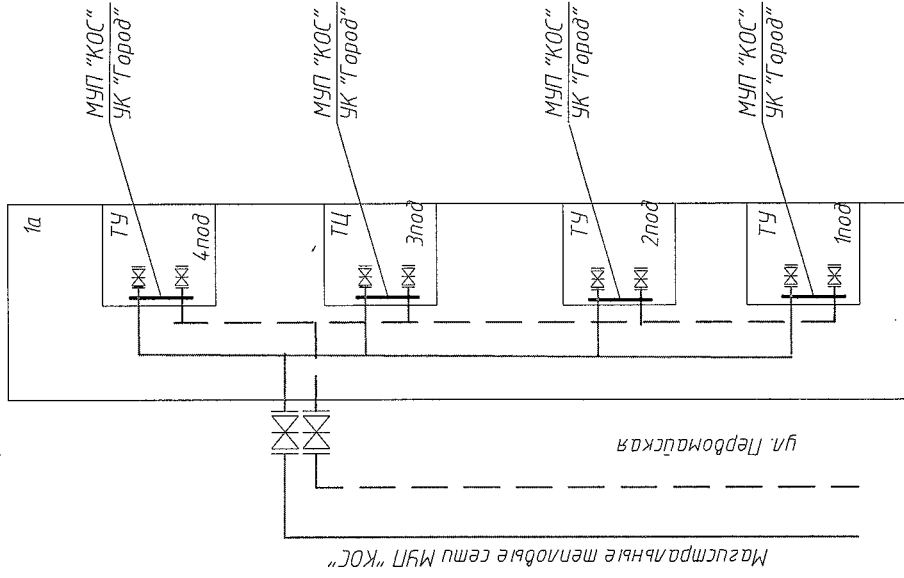 МУП "КОС"
УК "Город"
МУП "КОС"
УК "Город"
МУП "КОС"
УК "Город"
МУП "КОС"
УК "Город"
1а
ТУ
4под
ТЦ
3под
ТУ
2под
ТУ
1под
ул. Первомайская
Магистральные тепловые сети МУП "КОС"